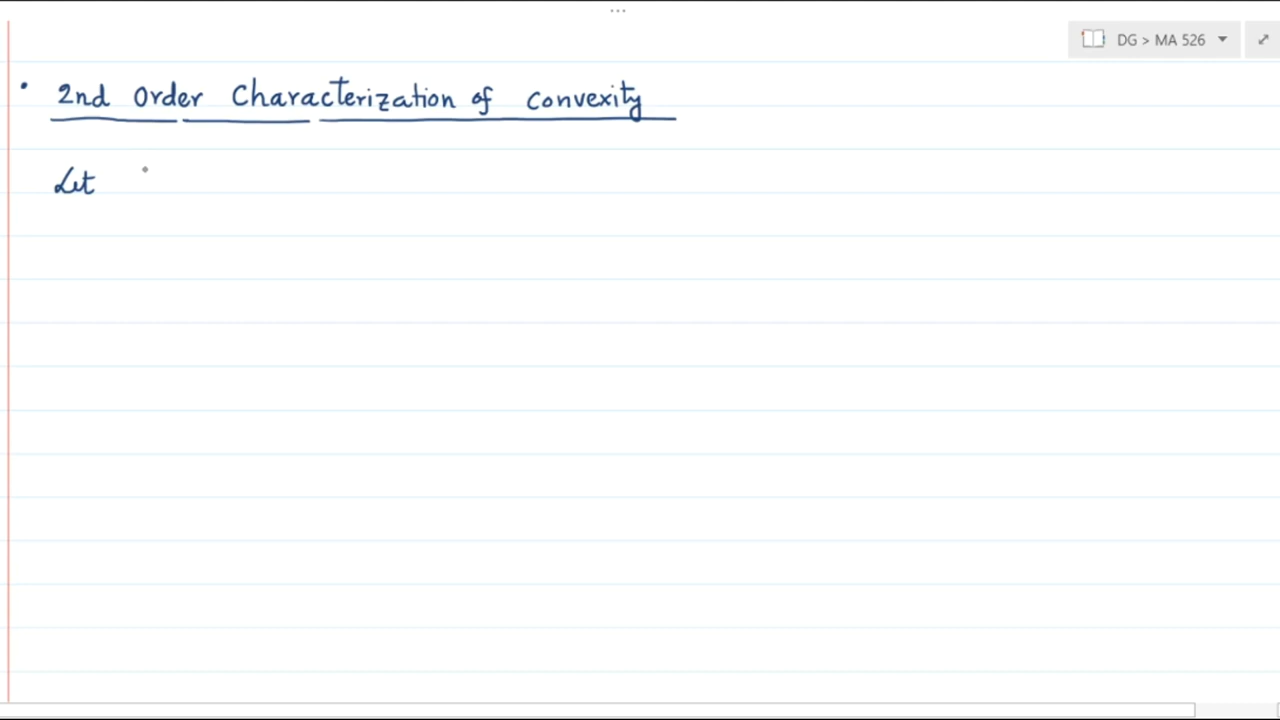 DG > MA 526
• 2nd Order Characterization of convexity
Let